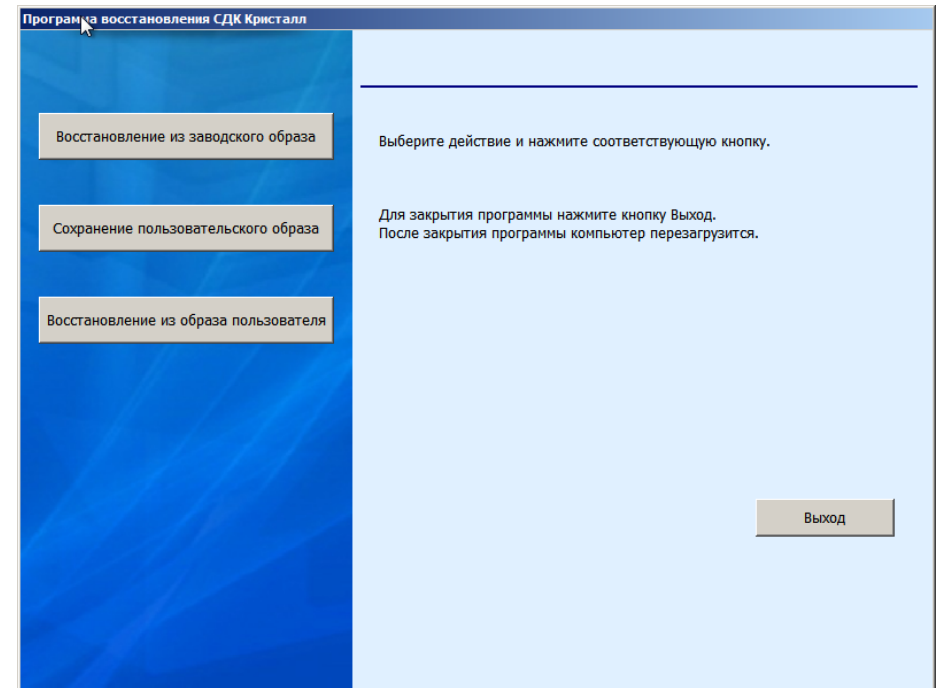 Программа восстановления СДК Кристалл
Восстановление из заводского образа
Сохранение пользовательского образа
Восстановление из образа пользователя
Выберите действие и нажмите соответствующую кнопку.
Для закрытия программы нажмите кнопку Выход.
После закрытия программы компьютер перезагрузится.
Выход